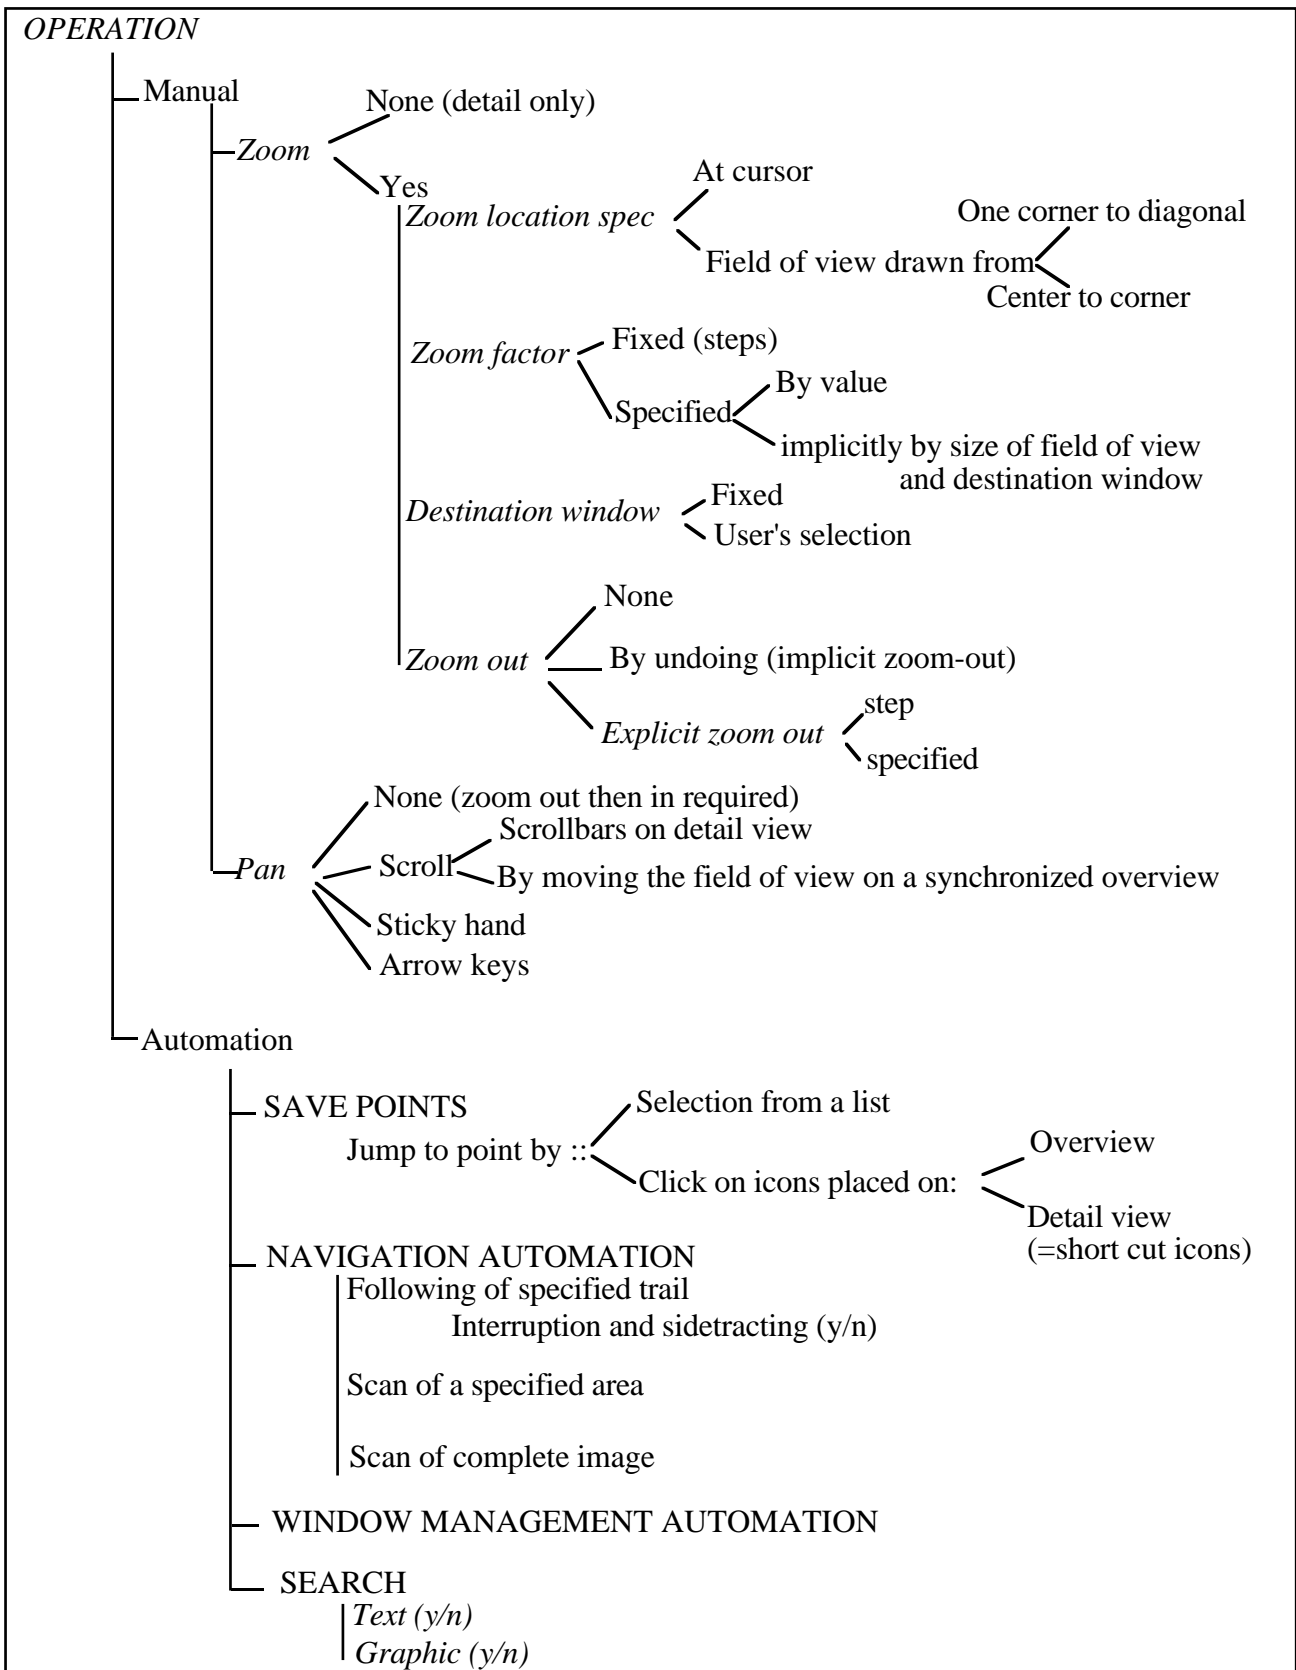 OPERATION
Manual
None (detail only)
Zoom
Yes
At cursor
Zoom location spec
One corner to diagonal
Field of view drawn from
Center to corner
Zoom factor
Fixed (steps)
By value
Specified
implicitly by size of field of view
and destination window
Destination window
Fixed
User's selection
None
Zoom out
By undoing (implicit zoom-out)
step
Explicit zoom out
specified
None (zoom out then in required)
Scrollbars on detail view
Pan
Scroll
By moving the field of view on a synchronized overview
Sticky hand
Arrow keys
Automation
SAVE POINTS
Selection from a list
Jump to point by ::
Overview
Click on icons placed on:
Detail view
(=short cut icons)
NAVIGATION AUTOMATION
Following of specified trail
Interruption and sidetracting (y/n)
Scan of a specified area
Scan of complete image
WINDOW MANAGEMENT AUTOMATION
SEARCH
Text (y/n)
Graphic (y/n)